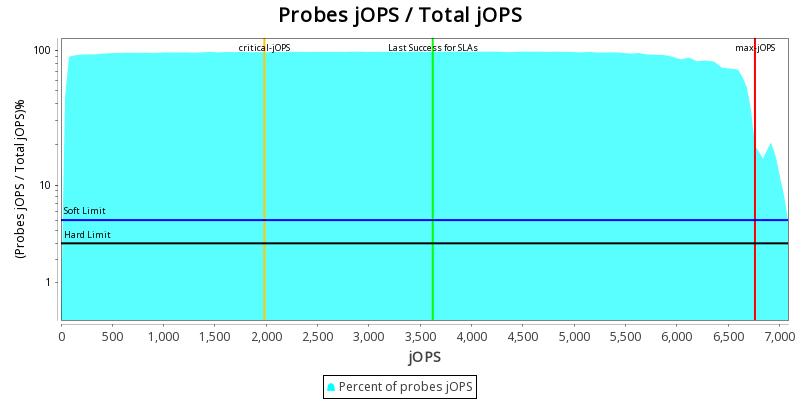 Probes jOPS / Total jOPS
(Probes jOPS / Total jOPS)%
100
10
1
critical-jOPS
Last Success for SLAs
max-jOPS
Soft Limit
Hard Limit
0 500 1,000 1,500 2,000 2,500 3,000 3,500 4,000 4,500 5,000 5,500 6,000 6,500 7,000
jOPS
Percent of probes jOPS